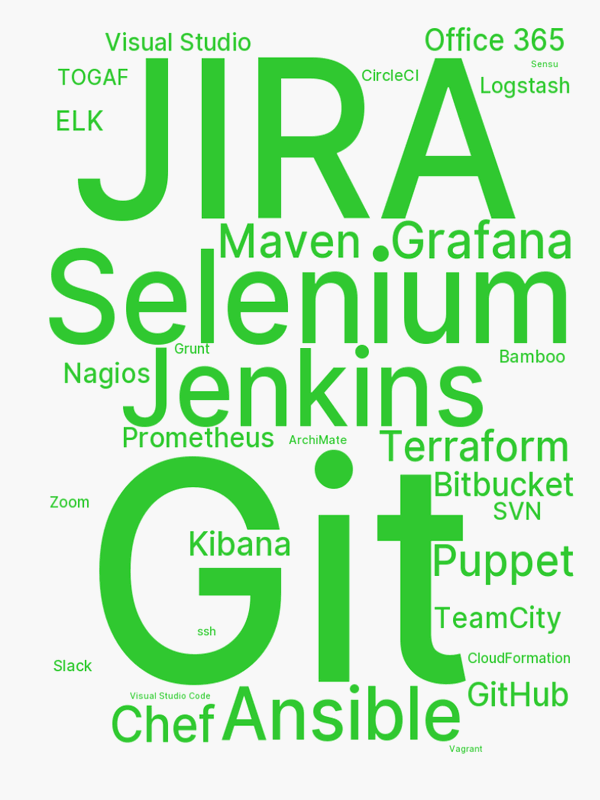 Visual Studio
Office 365
TOGAF
JIRA
CircleCI
Sensu
Logstash
ELK
Maven
Grafana
Selenium
Grunt
Bamboo
Nagios
Jenkins
Prometheus
ArchiMate
Terraform
Git
Bitbucket
Zoom
SVN
Kibana
Puppet
TeamCity
ssh
CloudFormation
Slack
GitHub
Visual Studio Code
Chef
Ansible
Vagrant